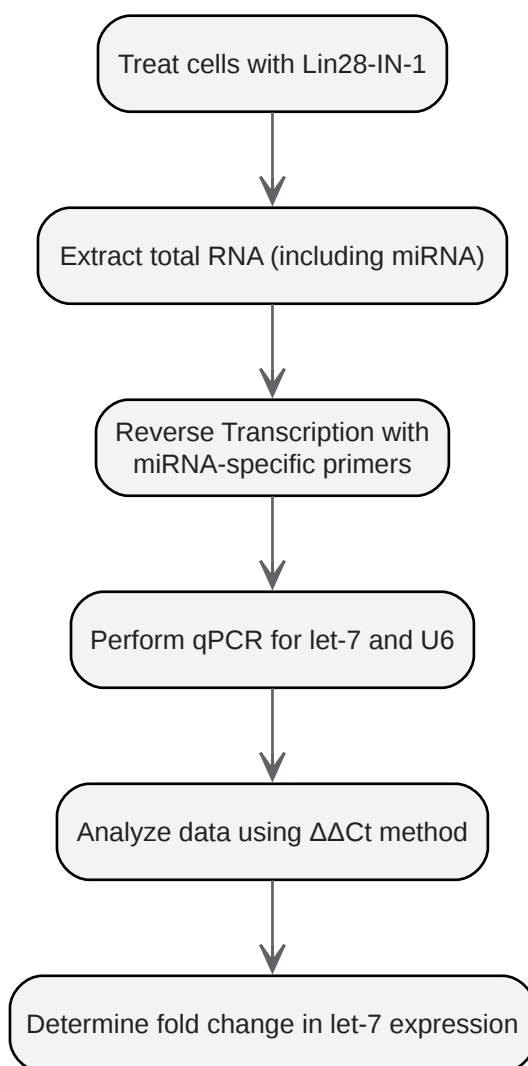 Treat cells with Lin28-IN-1
Extract total RNA (including miRNA)
Reverse Transcription with
miRNA-specific primers
Perform qPCR for let-7 and U6
Analyze data using ΔΔCt method
Determine fold change in let-7 expression